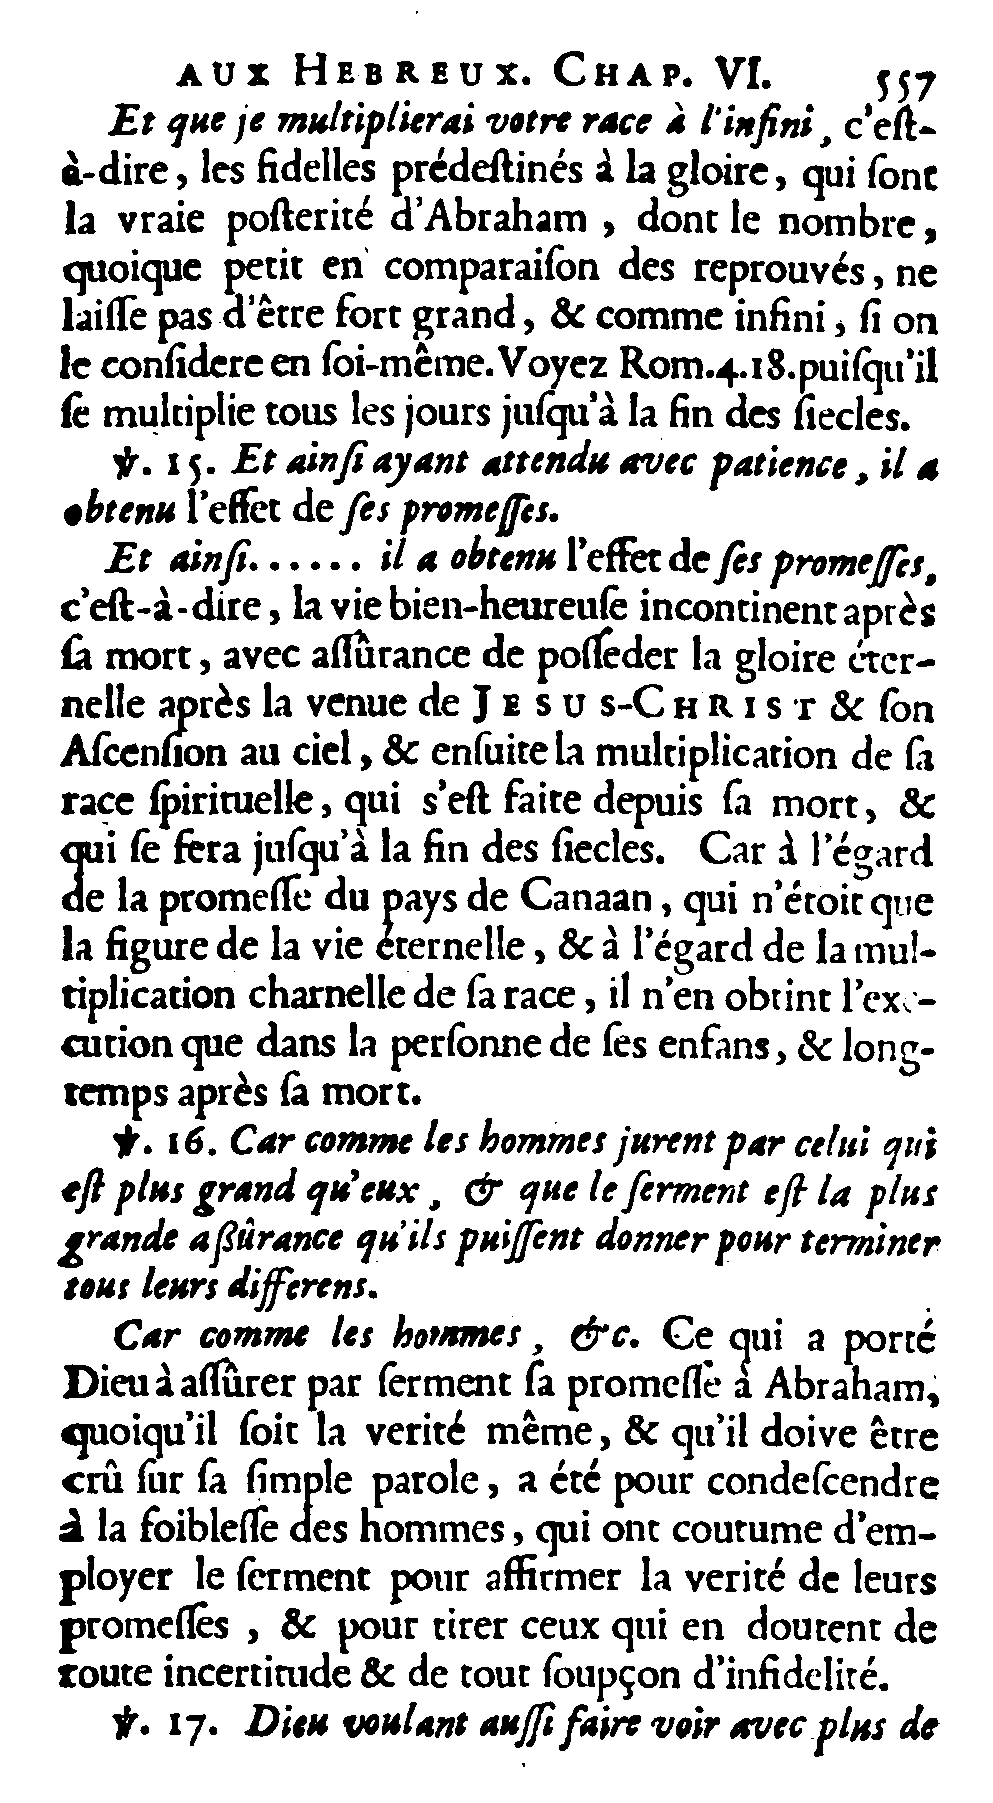 AUX HEBREUX. CHAP. VI. 557
Et que je multiplierai votre race à l'infini, c'eſt-
à-dire, les fidelles prédeſtinés à la gloire, qui ſont
la vraie poſterité d'Abraham, dont le nombre,
quoique petit en comparaiſon des reprouvés, ne
laiſſe pas d'être fort grand, & comme infini, ſi on
le conſidere en ſoi-même. Voyez Rom.4.18. puiſqu'il
ſe multiplie tous les jours juſqu'à la fin des ſiecles.
℣. 15. Et ainſi ayant attendu avec patience, il a
obtenu l'effet de ſes promeſſes.
Et ainſi...... il a obtenu l'effet de ſes promeſſes,
c'eſt-à-dire, la vie bien-heureuſe incontinent après
ſa mort, avec aſſûrance de poſſeder la gloire éter-
nelle après la venue de JESUS-CHRIST & ſon
Aſcenſion au ciel, & enſuite la multiplication de ſa
race ſpirituelle, qui s'eſt faite depuis ſa mort, &
qui ſe fera juſqu'à la fin des ſiecles. Car à l'égard
de la promeſſe du pays de Canaan, qui n'étoit que
la figure de la vie éternelle, & à l'égard de la mul-
tiplication charnelle de ſa race, il n'en obtint l'exe-
cution que dans la perſonne de ſes enfans, & long-
temps après ſa mort.
℣. 16. Car comme les hommes jurent par celui qui
eſt plus grand qu'eux, & que le ſerment eſt la plus
grande aßûrance qu'ils puiſſent donner pour terminer
tous leurs differens.
Car comme les hommes, &c. Ce qui a porté
Dieu à aſſûrer par ſerment ſa promeſſe à Abraham,
quoiqu'il ſoit la verité même, & qu'il doive être
crû ſur ſa ſimple parole, a été pour condeſcendre
à la foibleſſe des hommes, qui ont coutume d'em-
ployer le ſerment pour affirmer la verité de leurs
promeſſes, & pour tirer ceux qui en doutent de
toute incertitude & de tout ſoupçon d'infidelité.
℣. 17. Dieu voulant auſſi faire voir avec plus de